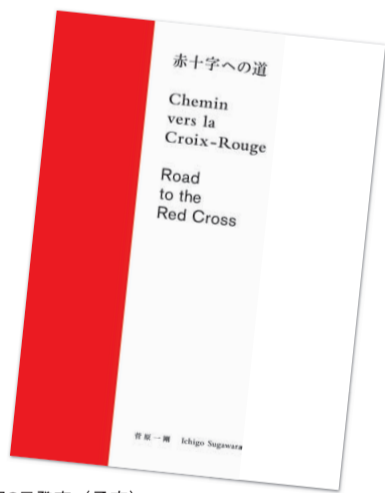 赤十字への道
Chemin
vers la
Croix-Rouge
Road
to the
Red Cross
菅原一剛 Ichigo Sugawara